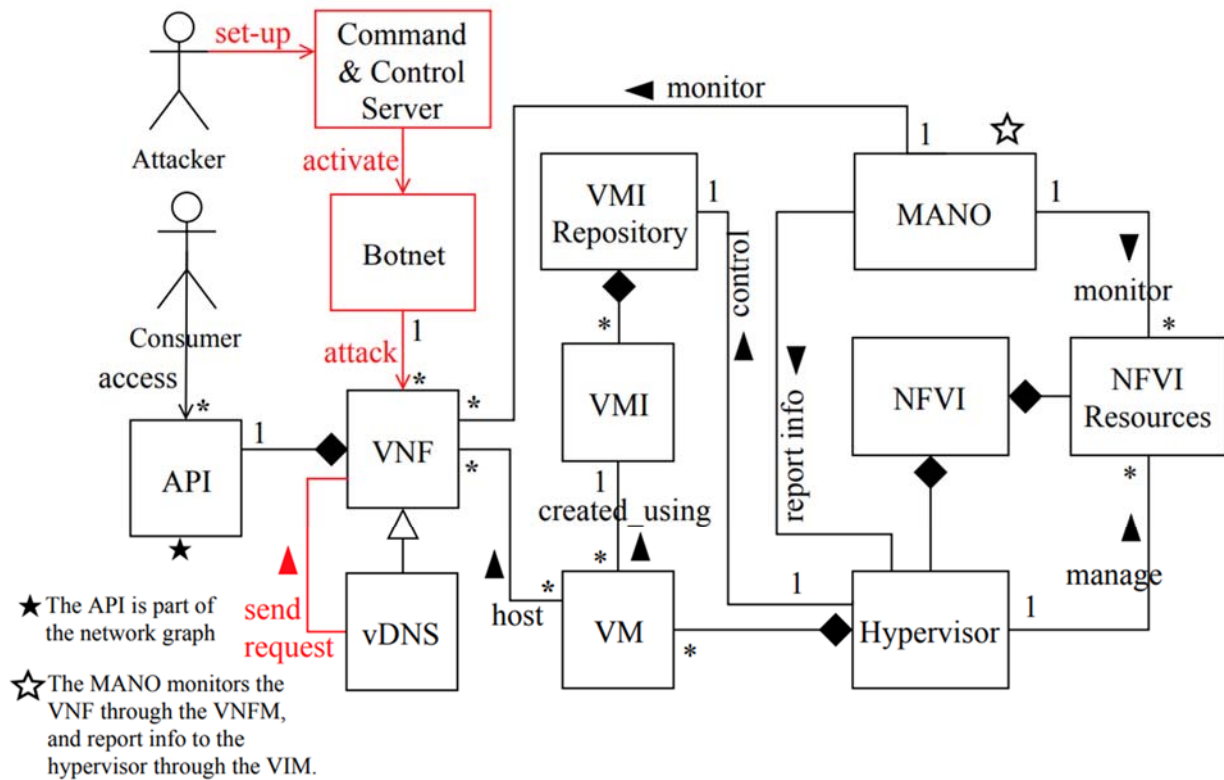 set-up
Command
& Control
Server
Attacker
activate
monitor
1
1
VMI
Repository
1
MANO
Botnet
Consumer
access
attack
1
control
monitor
*
*
*
*
*
report info
API
1
VNF
*
VMI
NFVI
NFVI
Resources
*
1
created_using
*
*
send
request
vDNS
host
VM
*
1
Hypervisor
1
manage
★ The API is part of
the network graph
☆ The MANO monitors the
VNF through the VNFM,
and report info to the
hypervisor through the VIM.